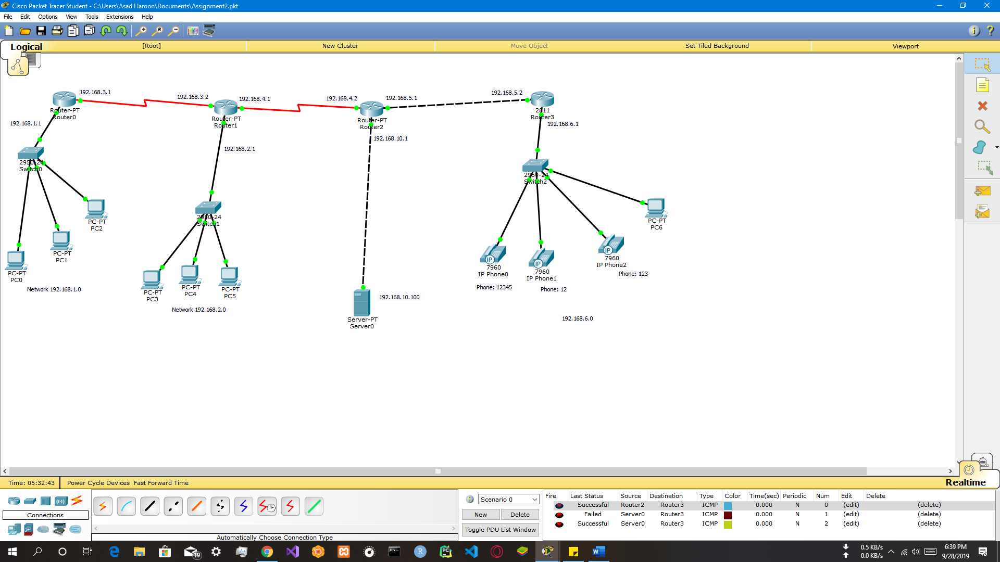 Cisco Packet Tracer Student - C:\Users\Asad Haroon\Documents\Assignment2.pkt
File Edit Options View Tools Extensions Help
Logical [Root] New Cluster Move Object Set Tiled Background Viewport
192.168.3.1
192.168.3.2
192.168.4.1
192.168.4.2
192.168.5.1
192.168.5.2
Router-PT
Router0
Router-PT
Router1
Router-PT
Router2
2811
Router3
192.168.1.1
192.168.6.1
192.168.10.1
192.168.2.1
2950-24
Switch0
2950-24
Switch2
2950-24
Switch1
PC-PT
PC2
PC-PT
PC6
PC-PT
PC1
PC-PT
PC0
Network 192.168.1.0
PC-PT
PC3
PC-PT
PC4
PC-PT
PC5
Network 192.168.2.0
IP
7960
IP Phone0
Phone: 12345
IP
7960
IP Phone1
Phone: 12
IP
7960
IP Phone2
Phone: 123
192.168.10.100
Server-PT
Server0
192.168.6.0
Time: 05:32:43 Power Cycle Devices Fast Forward Time
Realtime
Connections
Automatically Choose Connection Type
Scenario 0
New Delete
Toggle PDU List Window
Fire Last Status Source Destination Type Color Time(sec) Periodic Num Edit Delete
Successful Router2 Router3 ICMP 0.000 N 0 (edit) (delete)
Failed Server0 Router3 ICMP 0.000 N 1 (edit) (delete)
Successful Server0 Router3 ICMP 0.000 N 2 (edit) (delete)
19
0.5 KB/s
0.0 KB/s
6:39 PM
9/28/2019